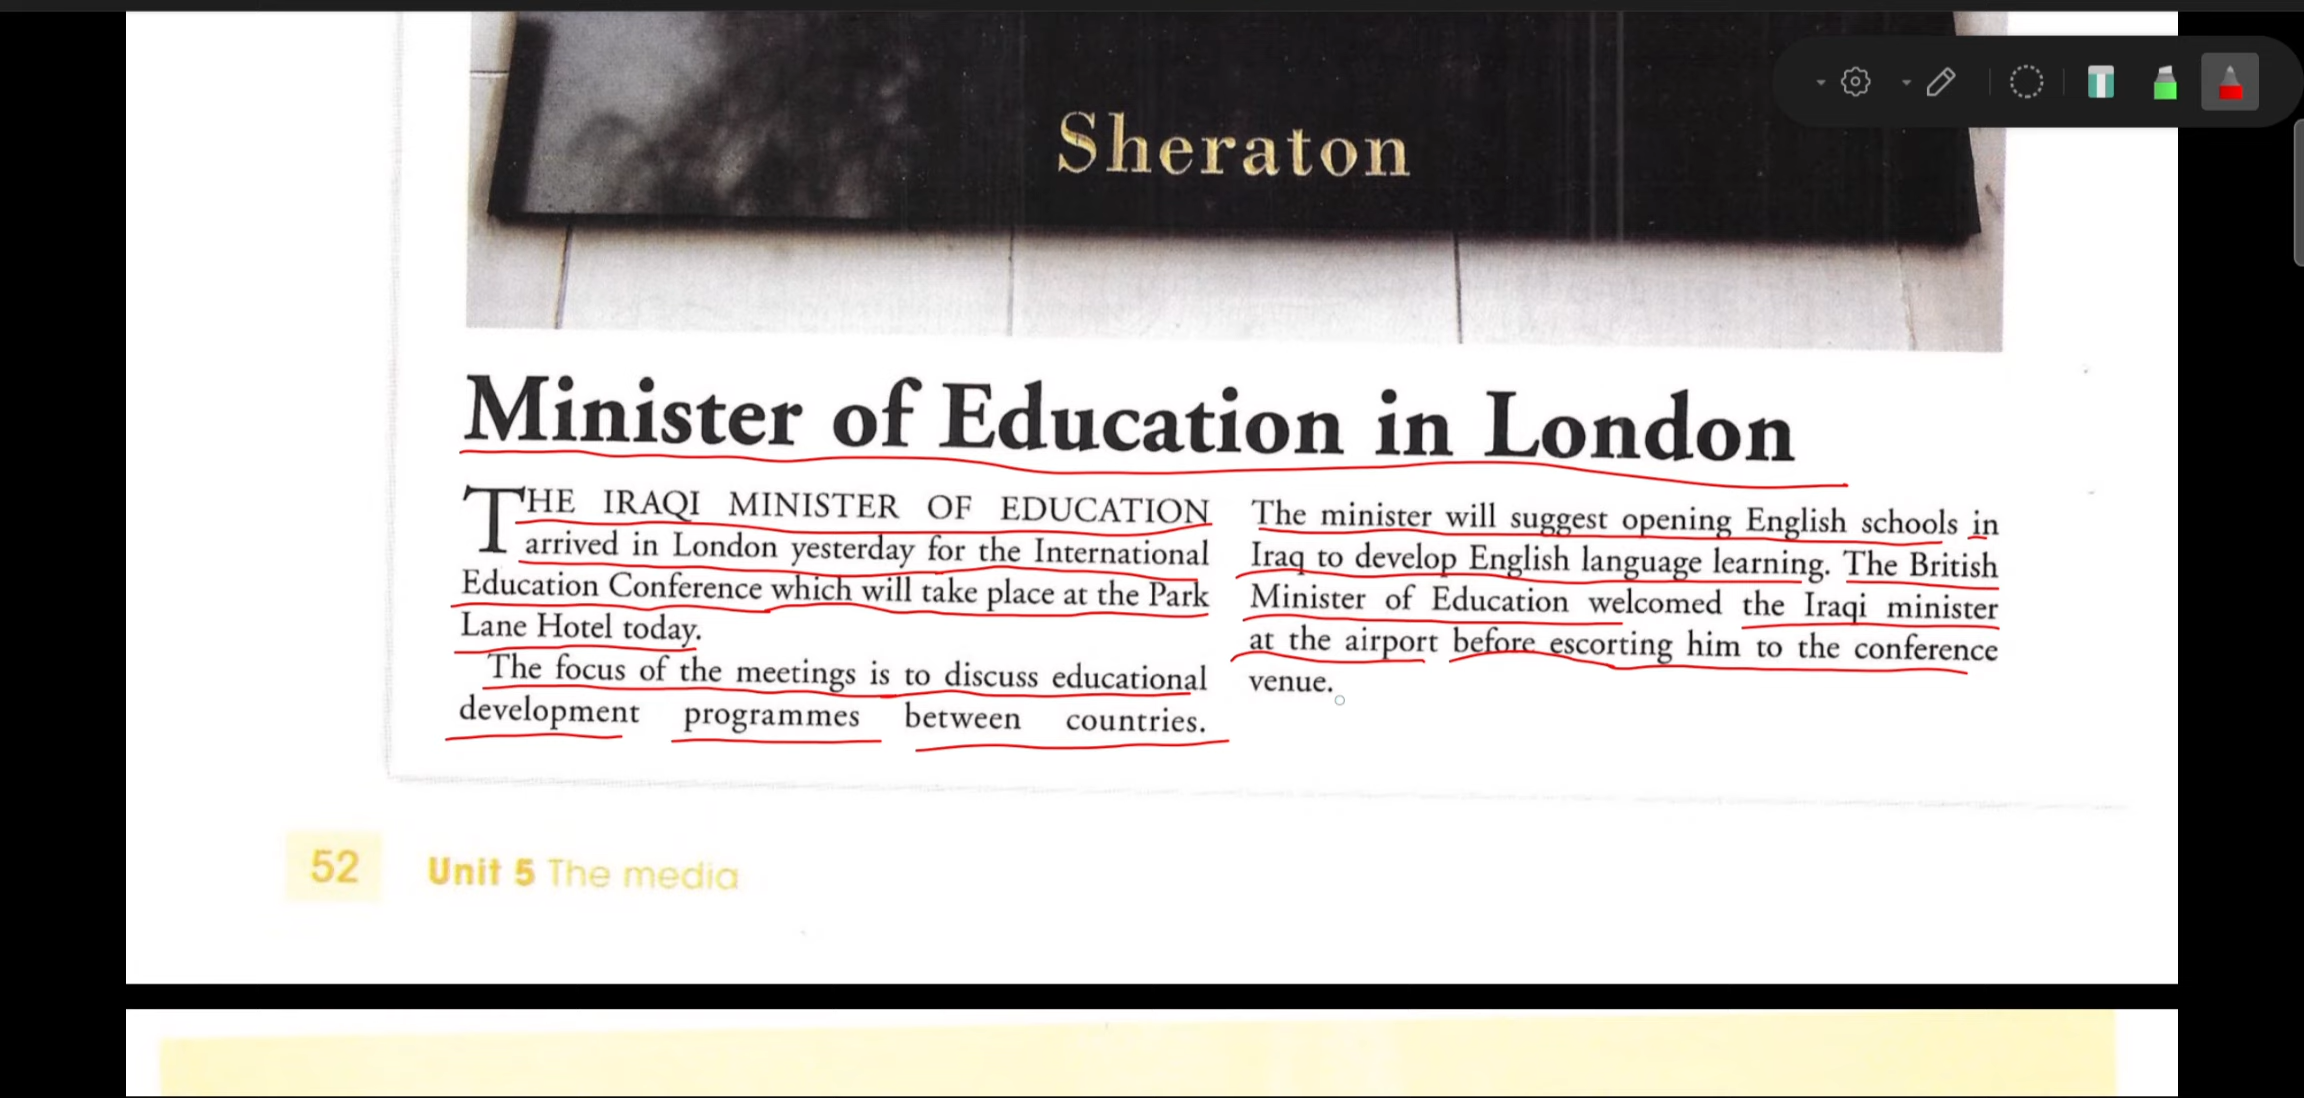 Sheraton
Minister of Education in London
THE IRAQI MINISTER OF EDUCATION
arrived in London yesterday for the International
Education Conference which will take place at the Park
Lane Hotel today.
The focus of the meetings is to discuss educational
development programmes between countries.
The minister will suggest opening English schools in
Iraq to develop English language learning. The British
Minister of Education welcomed the Iraqi minister
at the airport before escorting him to the conference
venue.
52 Unit 5 The media